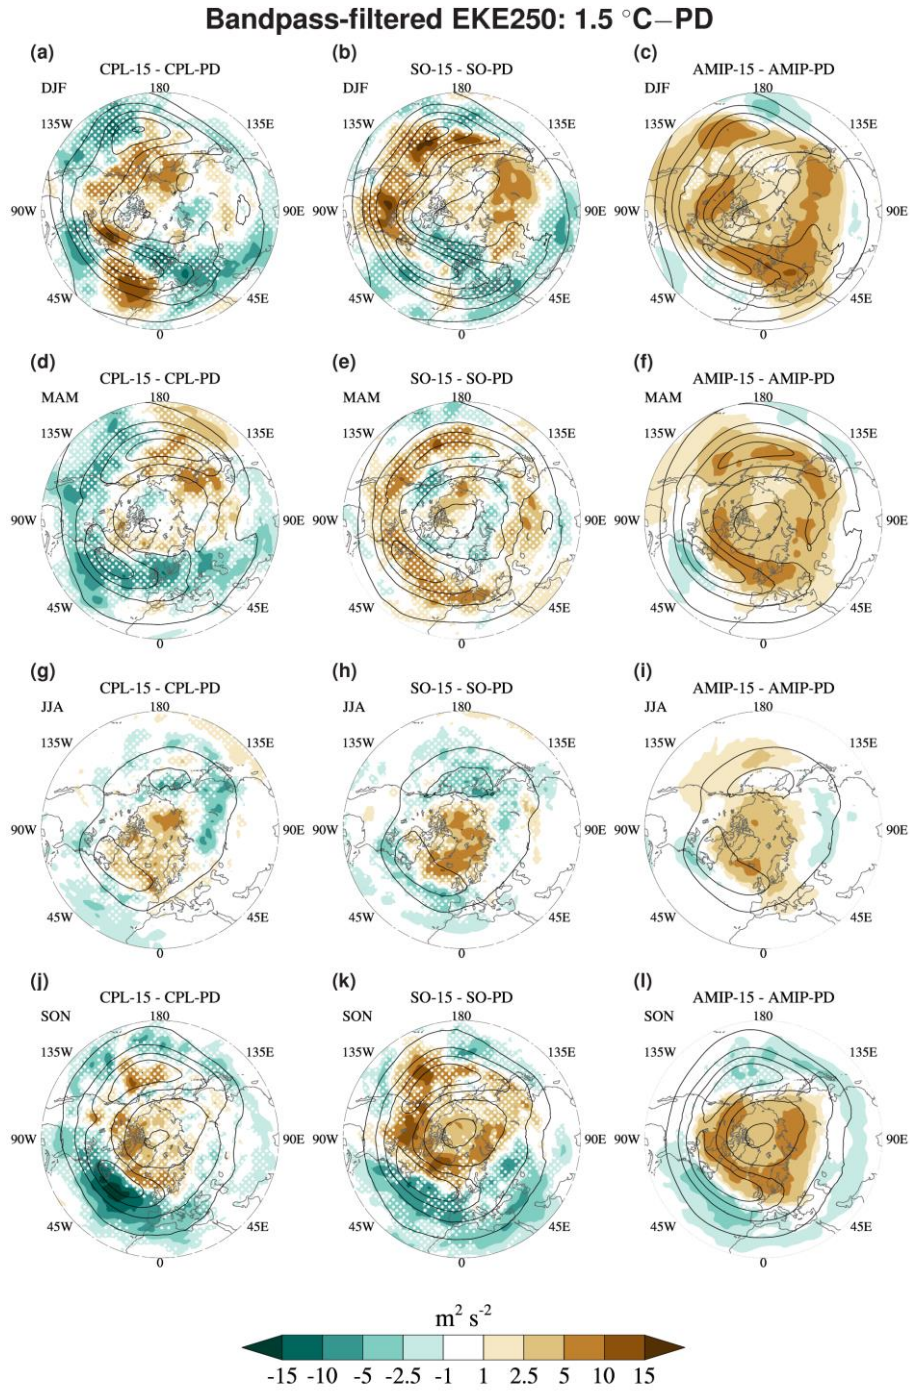 Bandpass-filtered EKE250: 1.5 °C−PD
(a) (b) (c)
CPL-15 - CPL-PD SO-15 - SO-PD AMIP-15 - AMIP-PD
DJF 180 DJF 180 DJF 180
135W 135E 135W 135E 135W 135E
90W 90E 90W 90E 90W 90E
45W 45E 45W 45E 45W 45E
0 0 0
(d) (e) (f)
CPL-15 - CPL-PD SO-15 - SO-PD AMIP-15 - AMIP-PD
MAM 180 MAM 180 MAM 180
135W 135E 135W 135E 135W 135E
90W 90E 90W 90E 90W 90E
45W 45E 45W 45E 45W 45E
0 0 0
(g) (h) (i)
CPL-15 - CPL-PD SO-15 - SO-PD AMIP-15 - AMIP-PD
JJA 180 JJA 180 JJA 180
135W 135E 135W 135E 135W 135E
90W 90E 90W 90E 90W 90E
45W 45E 45W 45E 45W 45E
0 0 0
(j) (k) (l)
CPL-15 - CPL-PD SO-15 - SO-PD AMIP-15 - AMIP-PD
SON 180 SON 180 SON 180
135W 135E 135W 135E 135W 135E
90W 90E 90W 90E 90W 90E
45W 45E 45W 45E 45W 45E
0 0 0
m² s⁻²
-15 -10 -5 -2.5 -1 1 2.5 5 10 15